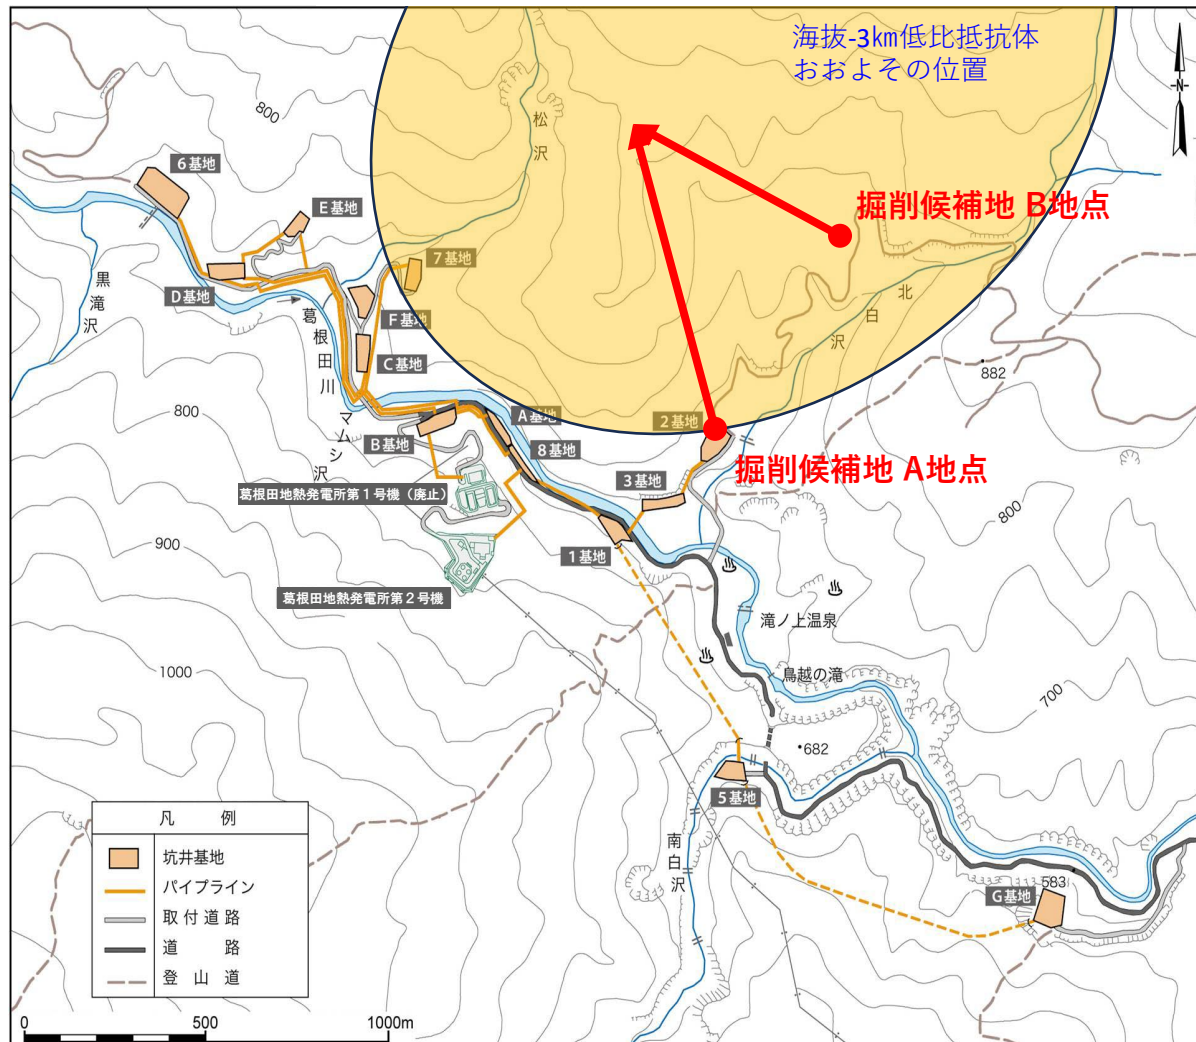 海抜-3㎞低比抵抗体
おおよその位置
N
800
松沢
6基地
E基地
掘削候補地 B地点
7基地
黒滝沢
D基地
北白沢
葛根田川
F基地
C基地
882
800
マムシ沢
A基地
2基地
B基地
8基地
掘削候補地 A地点
3基地
葛根田地熱発電所第1号機（廃止）
800
900
1基地
葛根田地熱発電所第2号機
滝ノ上温泉
1000
鳥越の滝
700
682
5基地
凡 例
坑井基地
パイプライン
取付道路
道 路
登山道
南白沢
583
G基地
0 500 1000m